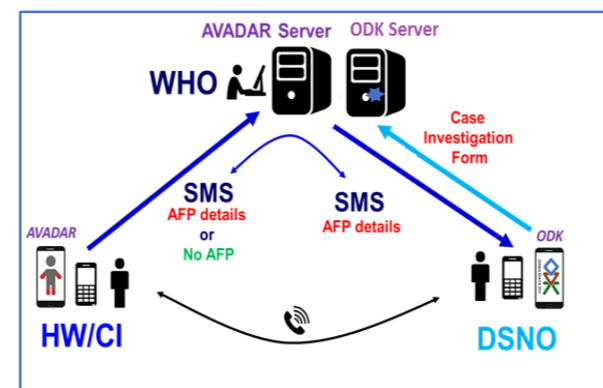 AVADAR Server
ODK Server
WHO
Case
Investigation
Form
SMS
AFP details
or
No AFP
SMS
AFP details
AVADAR
ODK
HW/CI
DSNO